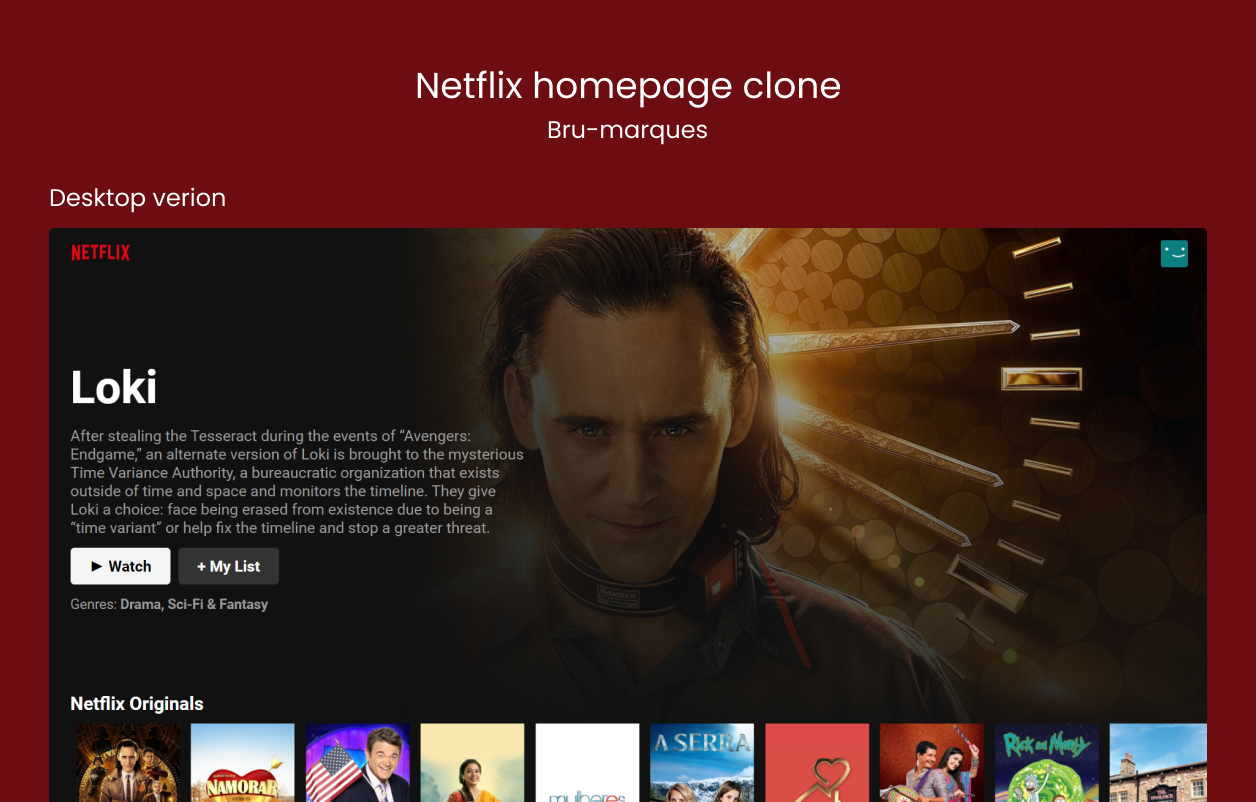 Netflix homepage clone
Bru-marques
Desktop verion
NETFLIX
Loki
After stealing the Tesseract during the events of “Avengers:
Endgame,” an alternate version of Loki is brought to the mysterious
Time Variance Authority, a bureaucratic organization that exists
outside of time and space and monitors the timeline. They give
Loki a choice: face being erased from existence due to being a
“time variant” or help fix the timeline and stop a greater threat.
DANGER
▶ Watch
+ My List
Genres: Drama, Sci-Fi & Fantasy
Netflix Originals
NAMORAR
mulheres
A SERRA
Rick and Morty